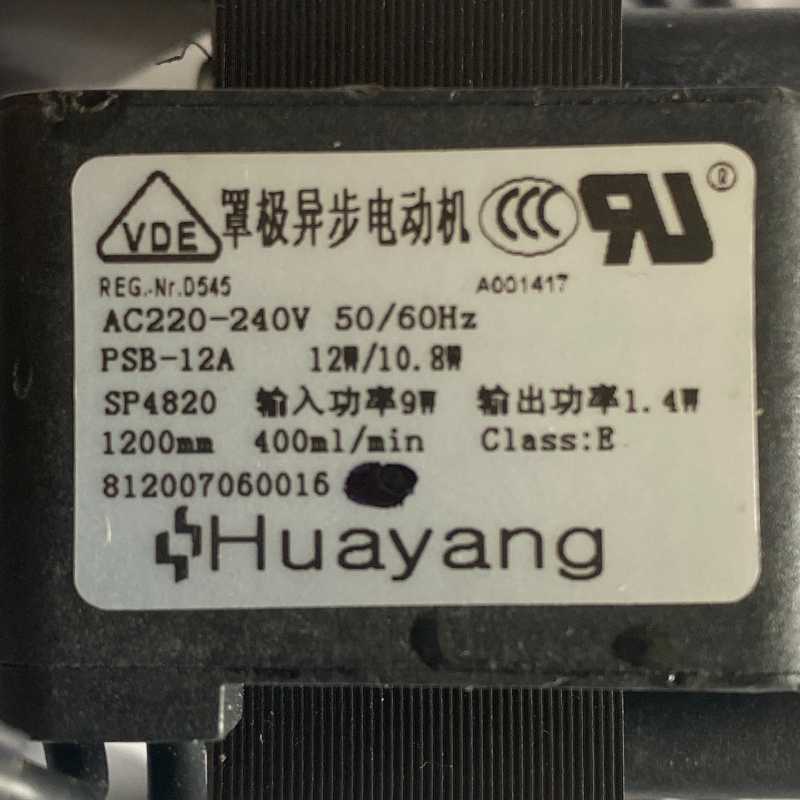 VDE 罩极异步电动机 CCC RU ®
REG.-Nr.D545 A001417
AC220-240V 50/60Hz
PSB-12A 12W/10.8W
SP4820 输入功率9W 输出功率1.4W
1200mm 400ml/min Class:E
812007060016
Huayang